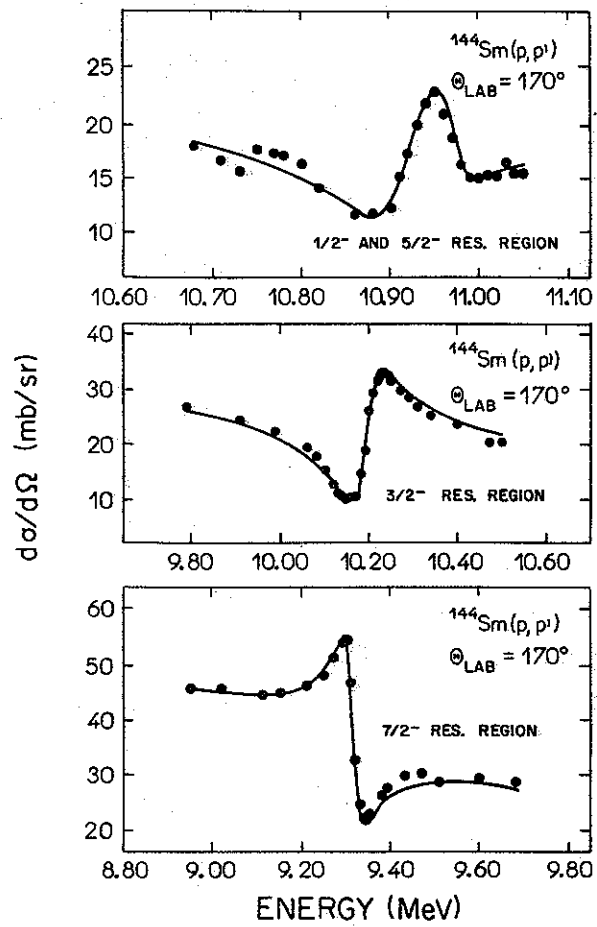 ¹⁴⁴Sm(p,p')
Θ_LAB = 170°
25
20
15
10
1/2⁻ AND 5/2⁻ RES. REGION
10.60 10.70 10.80 10.90 11.00 11.10
dσ/dΩ (mb/sr)
¹⁴⁴Sm(p,p')
Θ_LAB = 170°
40
30
20
10
3/2⁻ RES. REGION
9.80 10.00 10.20 10.40 10.60
¹⁴⁴Sm(p,p')
Θ_LAB = 170°
60
50
40
30
20
7/2⁻ RES. REGION
8.80 9.00 9.20 9.40 9.60 9.80
ENERGY (MeV)